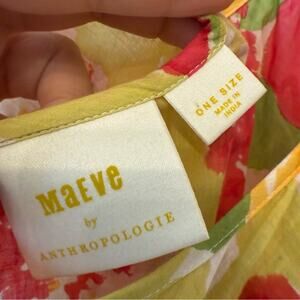 MaEVe
by
ANTHROPOLOGIE
ONE SIZE
MADE IN
INDIA